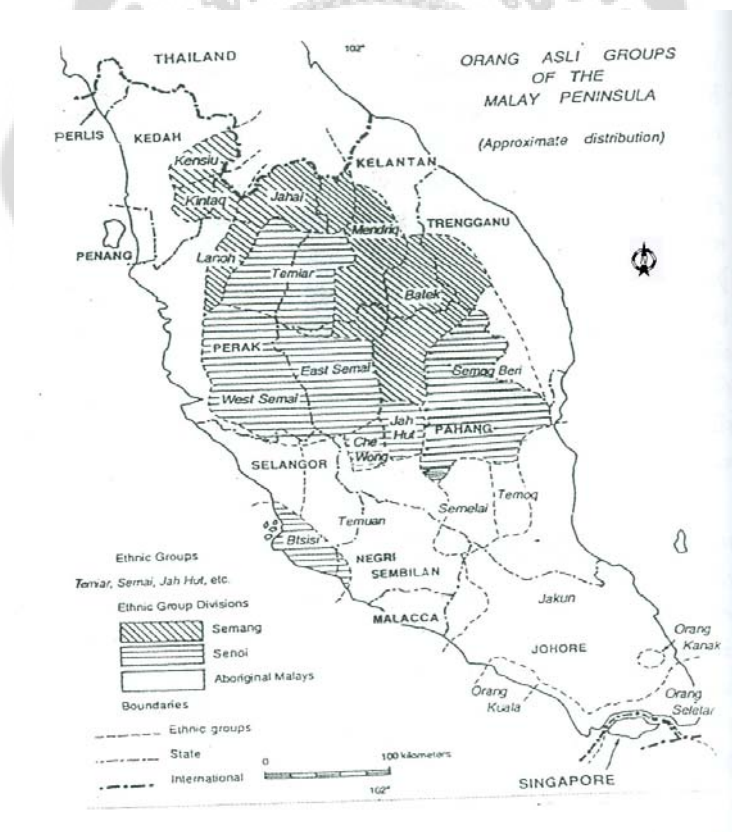 THAILAND
102°
ORANG ASLI GROUPS
OF THE
MALAY PENINSULA
(Approximate distribution)
PERLIS
KEDAH
Kensiu
KELANTAN
Kintaq
Jahai
Mendriq
TRENGGANU
PENANG
Lanoh
Temiar
Batek
PERAK
East Semai
Semoq Beri
West Semai
Jah
Hut
PAHANG
Che
Wong
SELANGOR
Temoq
Semelai
Temuan
Btsisi
NEGRI
SEMBILAN
Jakun
MALACCA
JOHORE
Orang
Kanak
Orang
Kuala
Orang
Seletar
SINGAPORE
Ethnic Groups
Temiar, Semai, Jah Hut, etc.
Ethnic Group Divisions
Semang
Senoi
Aboriginal Malays
Boundaries
Ethnic groups
State
International
0 100 kilometers
102°